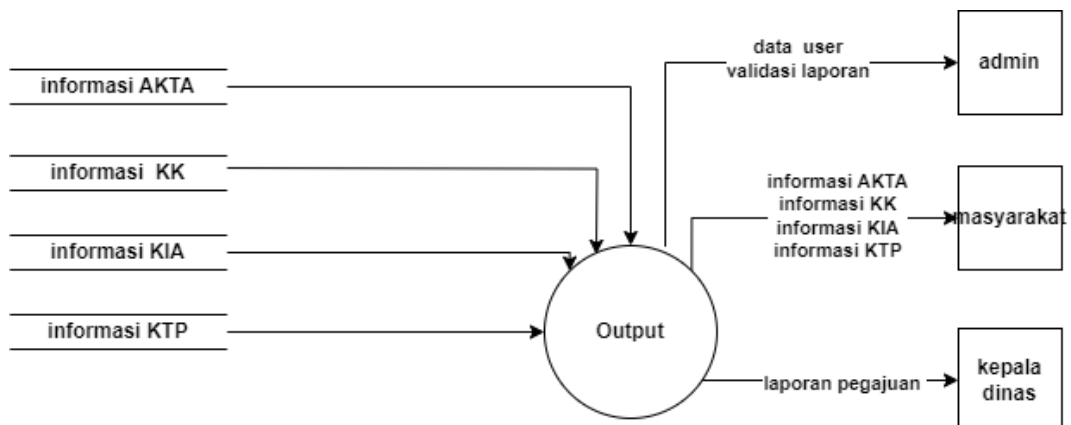 informasi AKTA
informasi KK
informasi KIA
informasi KTP
Output
data user
validasi laporan
admin
informasi AKTA
informasi KK
informasi KIA
informasi KTP
masyarakat
laporan pegajuan
kepala
dinas